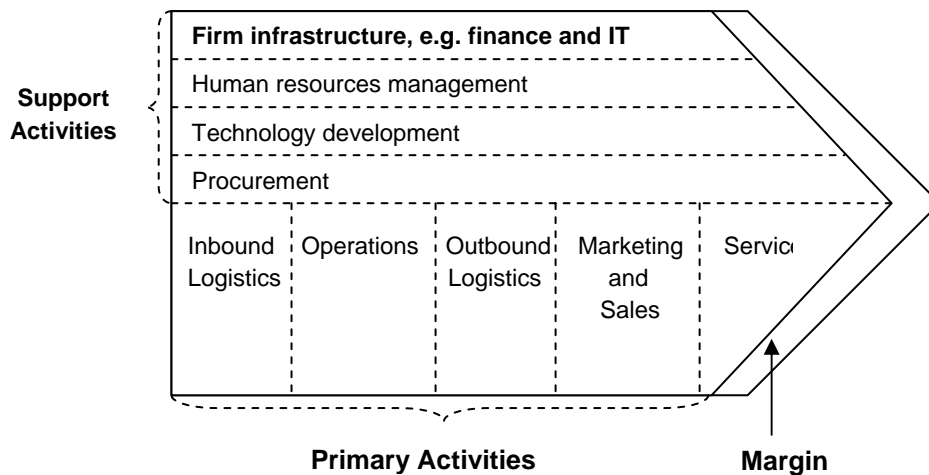 Firm infrastructure, e.g. finance and IT
Human resources management
Support
Activities
Technology development
Procurement
Inbound
Logistics
Operations
Outbound
Logistics
Marketing
and
Sales
Servic
Primary Activities
Margin